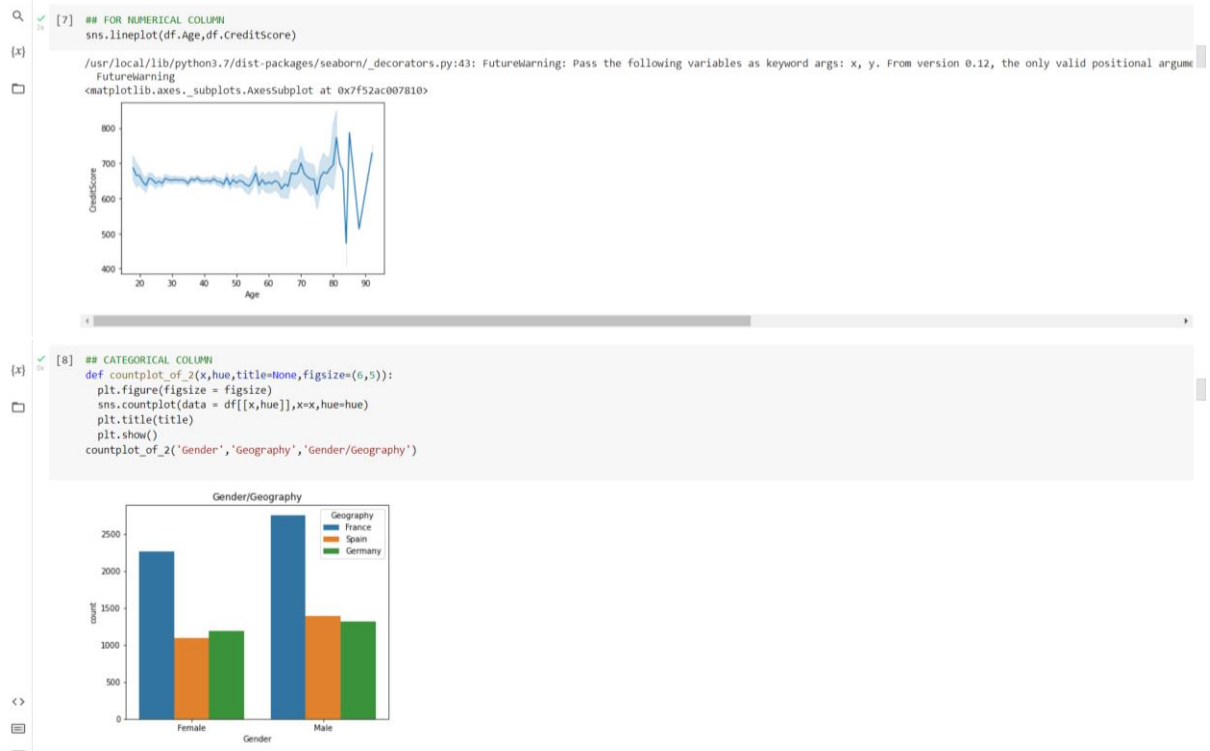 [7] ## FOR NUMERICAL COLUMN
2s
sns.lineplot(df.Age,df.CreditScore)
{x}
/usr/local/lib/python3.7/dist-packages/seaborn/_decorators.py:43: FutureWarning: Pass the following variables as keyword args: x, y. From version 0.12, the only valid positional argume
FutureWarning
<matplotlib.axes._subplots.AxesSubplot at 0x7f52ac007810>
800
700
600
500
400
CreditScore
20 30 40 50 60 70 80 90
Age
[8] ## CATEGORICAL COLUMN
{x}
0s
def countplot_of_2(x,hue,title=None,figsize=(6,5)):
plt.figure(figsize = figsize)
sns.countplot(data = df[[x,hue]],x=x,hue=hue)
plt.title(title)
plt.show()
countplot_of_2('Gender','Geography','Gender/Geography')
Gender/Geography
Geography
France
Spain
Germany
2500
2000
1500
1000
500
0
count
Female Male
Gender
<>